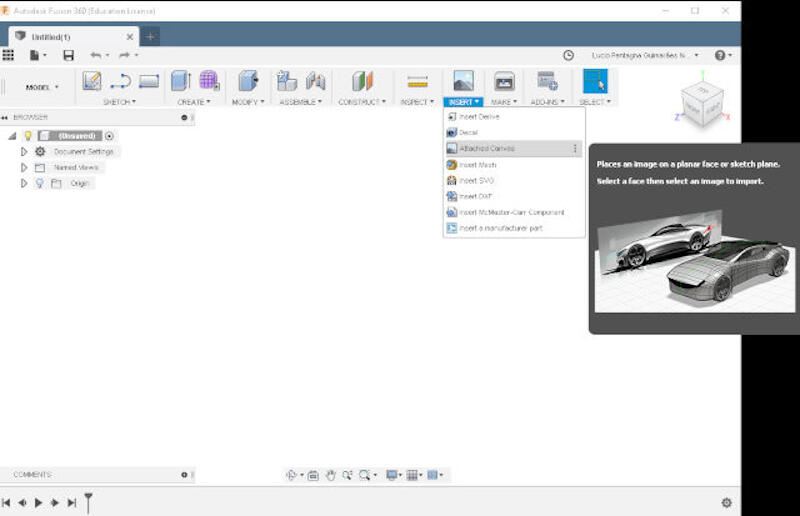 Autodesk Fusion 360 (Education License)
Untitled(1)
MODEL
SKETCH
CREATE
MODIFY
ASSEMBLE
CONSTRUCT
INSPECT
INSERT
MAKE
ADD-INS
SELECT
BROWSER
(Unsaved)
Document Settings
Named Views
Origin
Insert Derive
Decal
Attached Canvas
Insert Mesh
Insert SVG
Insert DXF
Insert McMaster-Carr Component
Insert a manufacturer part
TOP
FRONT
RIGHT
Z
X
Places an image on a planar face or sketch plane.
Select a face then select an image to import.
COMMENTS